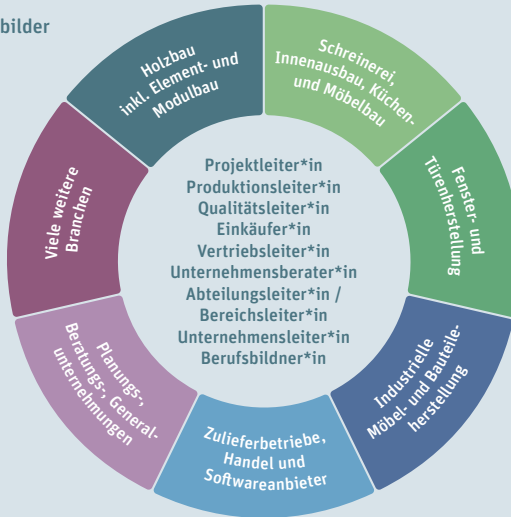 bilder
Holzbau
inkl. Element- und
Modulbau
Schreinerei,
Innenausbau, Küchen-
und Möbelbau
Fenster- und
Türenherstellung
Industrielle
Möbel- und Bauteile-
herstellung
Zulieferbetriebe,
Handel und
Softwareanbieter
Planungs-,
Beratungs-, General-
unternehmungen
Viele weitere
Branchen
Projektleiter*in
Produktionsleiter*in
Qualitätsleiter*in
Einkäufer*in
Vertriebsleiter*in
Unternehmensberater*in
Abteilungsleiter*in /
Bereichsleiter*in
Unternehmensleiter*in
Berufsbildner*in